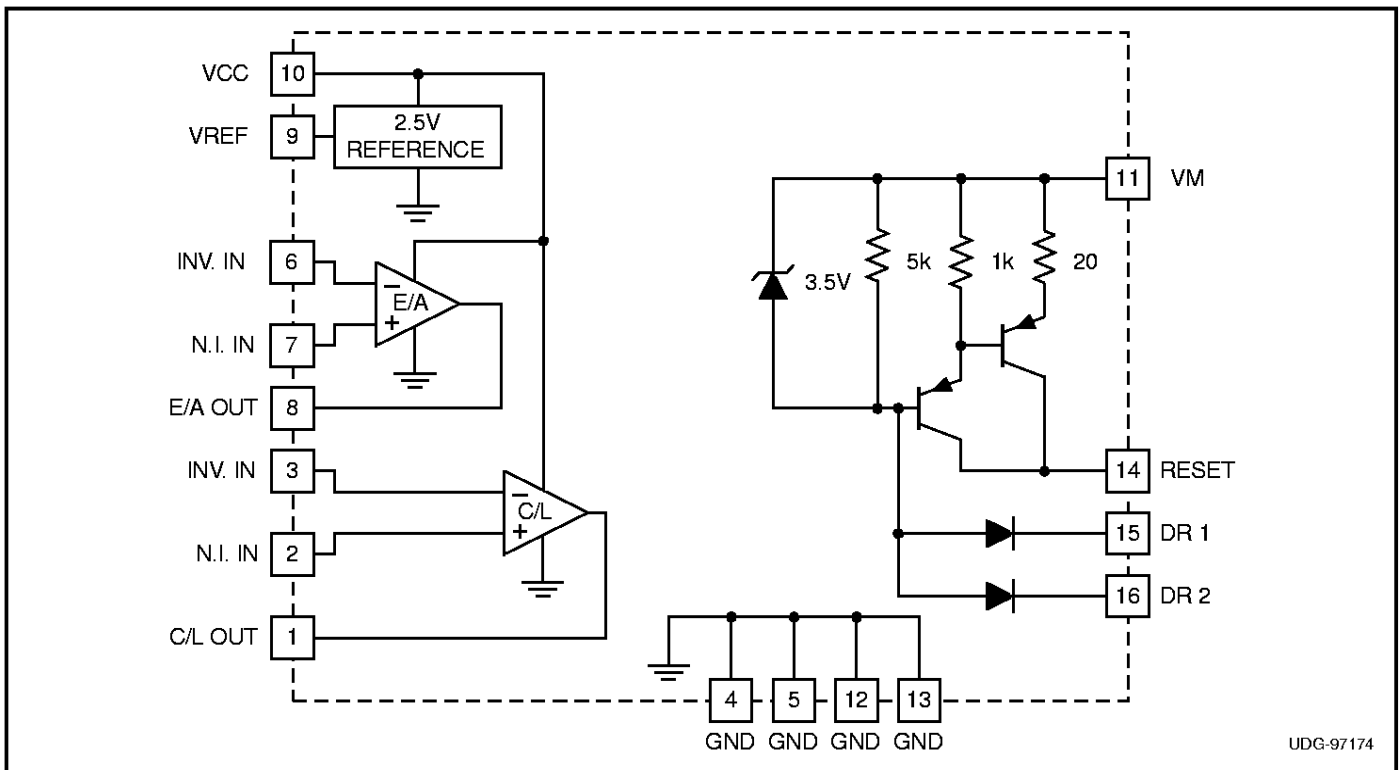 VCC 10
VREF 9
2.5V
REFERENCE
INV. IN 6
N.I. IN 7
E/A OUT 8
−
E/A
+
INV. IN 3
N.I. IN 2
C/L OUT 1
−
C/L
+
11 VM
3.5V
5k
1k
20
14 RESET
15 DR 1
16 DR 2
4 5 12 13
GND GND GND GND
UDG-97174